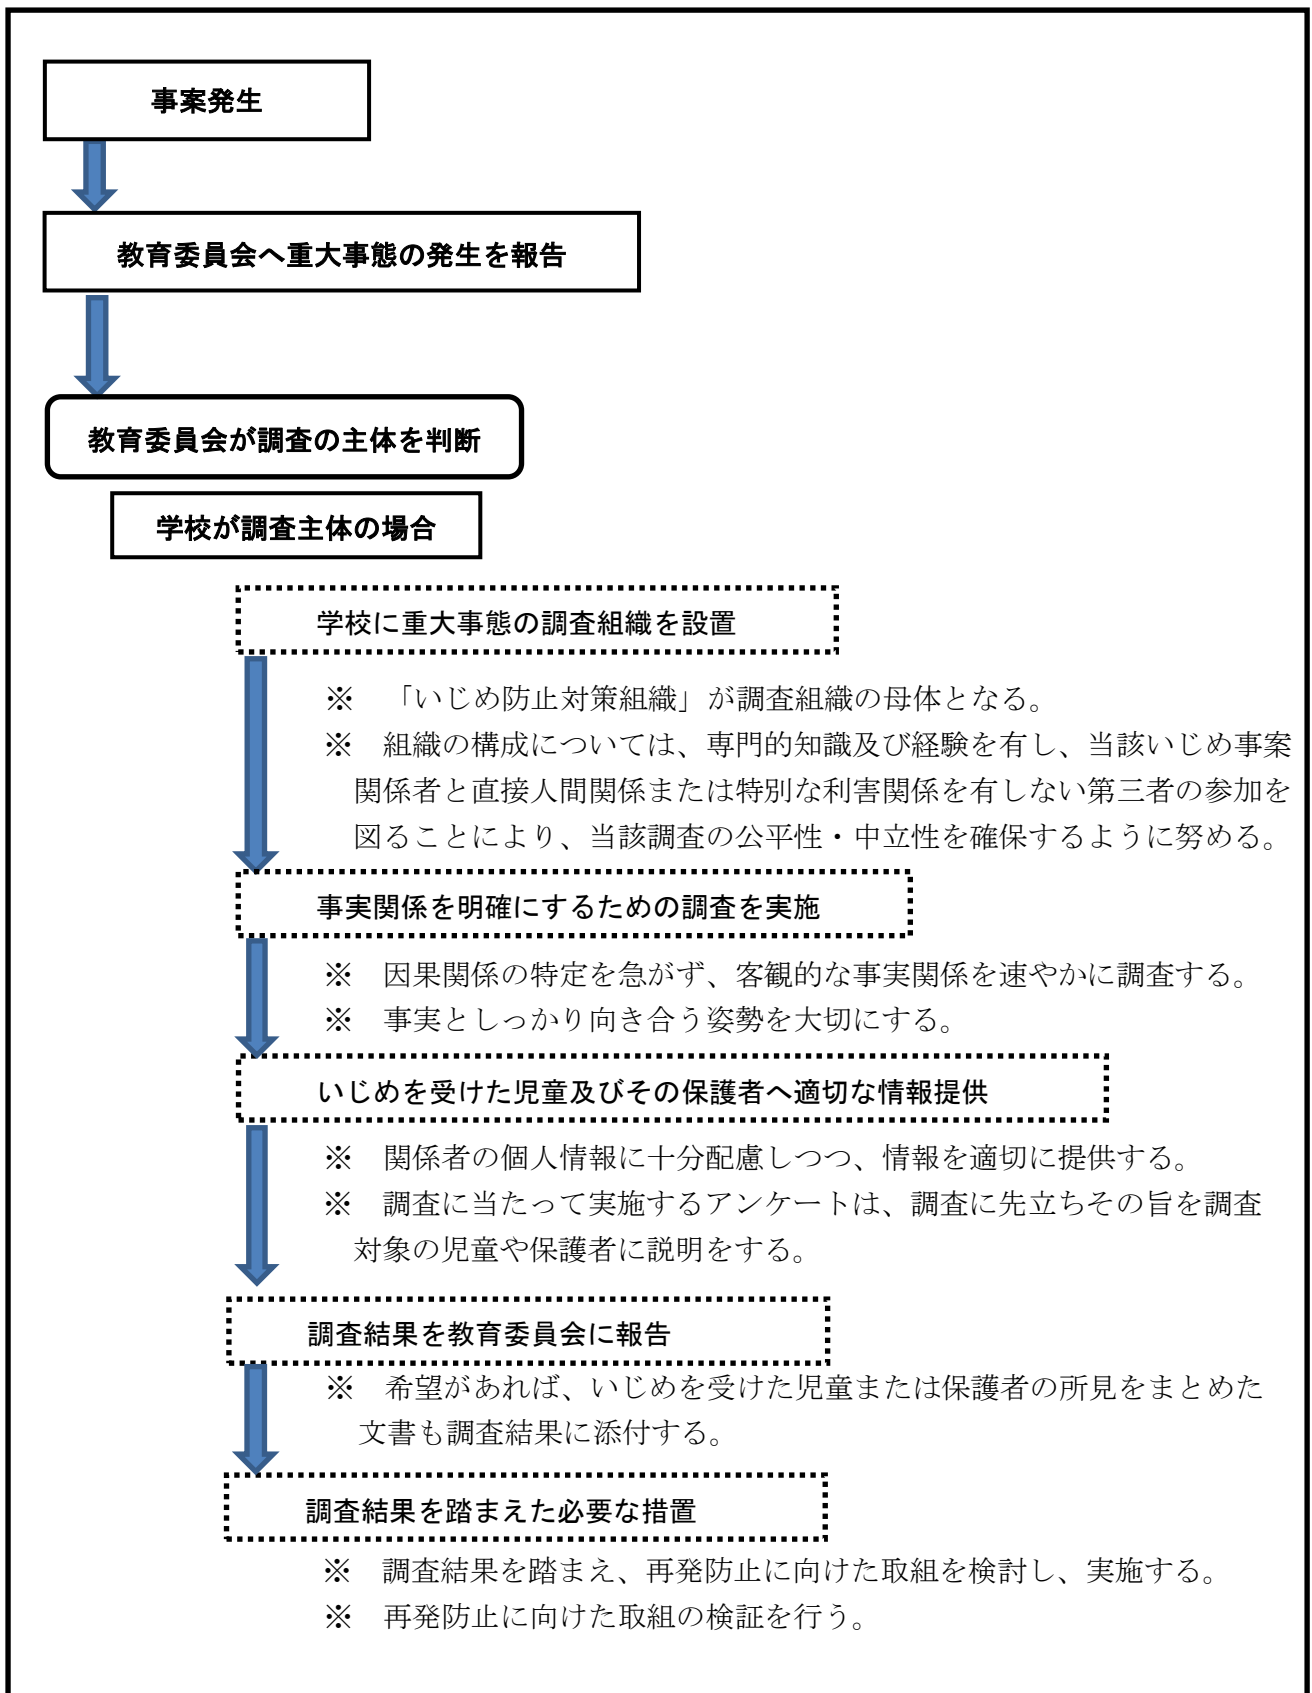 事案発生
教育委員会へ重大事態の発生を報告
教育委員会が調査の主体を判断
学校が調査主体の場合
学校に重大事態の調査組織を設置
※　「いじめ防止対策組織」が調査組織の母体となる。
※　組織の構成については、専門的知識及び経験を有し、当該いじめ事案
関係者と直接人間関係または特別な利害関係を有しない第三者の参加を
図ることにより、当該調査の公平性・中立性を確保するように努める。
事実関係を明確にするための調査を実施
※　因果関係の特定を急がず、客観的な事実関係を速やかに調査する。
※　事実としっかり向き合う姿勢を大切にする。
いじめを受けた児童及びその保護者へ適切な情報提供
※　関係者の個人情報に十分配慮しつつ、情報を適切に提供する。
※　調査に当たって実施するアンケートは、調査に先立ちその旨を調査
対象の児童や保護者に説明をする。
調査結果を教育委員会に報告
※　希望があれば、いじめを受けた児童または保護者の所見をまとめた
文書も調査結果に添付する。
調査結果を踏まえた必要な措置
※　調査結果を踏まえ、再発防止に向けた取組を検討し、実施する。
※　再発防止に向けた取組の検証を行う。